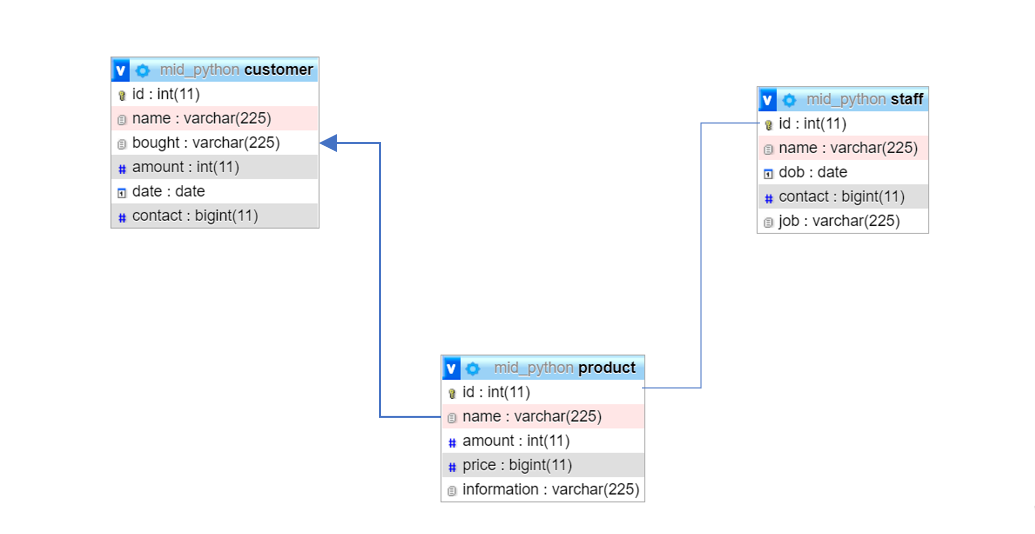 v mid_python customer
id : int(11)
name : varchar(225)
bought : varchar(225)
# amount : int(11)
date : date
# contact : bigint(11)
v mid_python staff
id : int(11)
name : varchar(225)
dob : date
# contact : bigint(11)
job : varchar(225)
v mid_python product
id : int(11)
name : varchar(225)
# amount : int(11)
# price : bigint(11)
information : varchar(225)